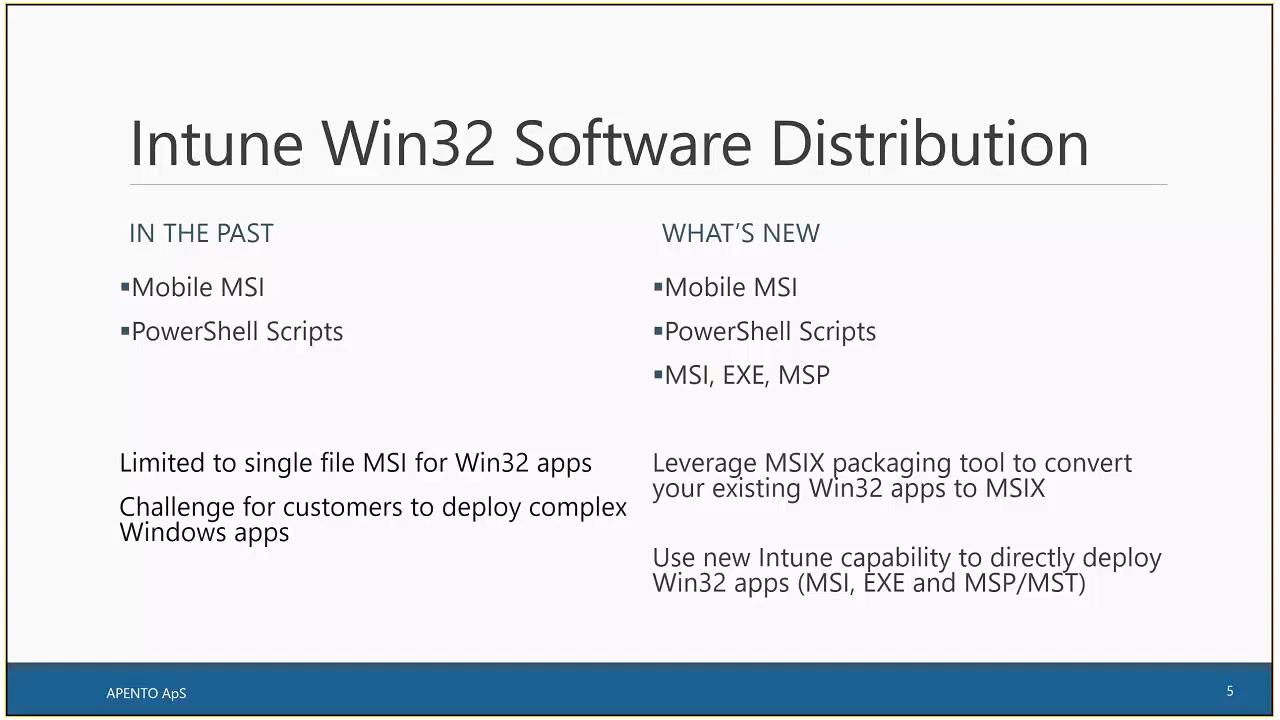 Intune Win32 Software Distribution
IN THE PAST
▪Mobile MSI
▪PowerShell Scripts
Limited to single file MSI for Win32 apps
Challenge for customers to deploy complex
Windows apps
WHAT’S NEW
▪Mobile MSI
▪PowerShell Scripts
▪MSI, EXE, MSP
Leverage MSIX packaging tool to convert
your existing Win32 apps to MSIX
Use new Intune capability to directly deploy
Win32 apps (MSI, EXE and MSP/MST)
APENTO ApS
5